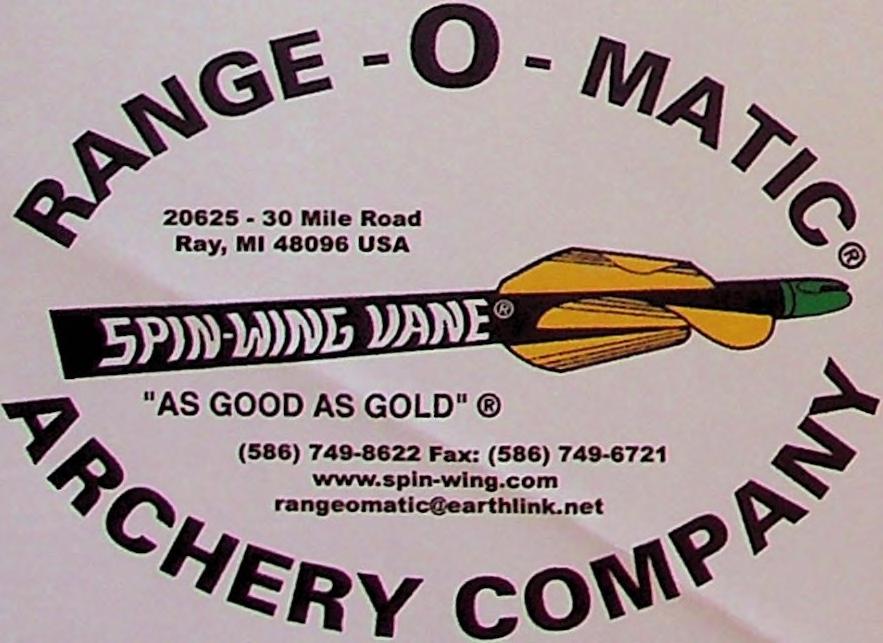 RANGE-O-MATIC®
20625 - 30 Mile Road
Ray, MI 48096 USA
SPIN-WING VANE®
"AS GOOD AS GOLD" ®
(586) 749-8622 Fax: (586) 749-6721
www.spin-wing.com
rangeomatic@earthlink.net
ARCHERY COMPANY